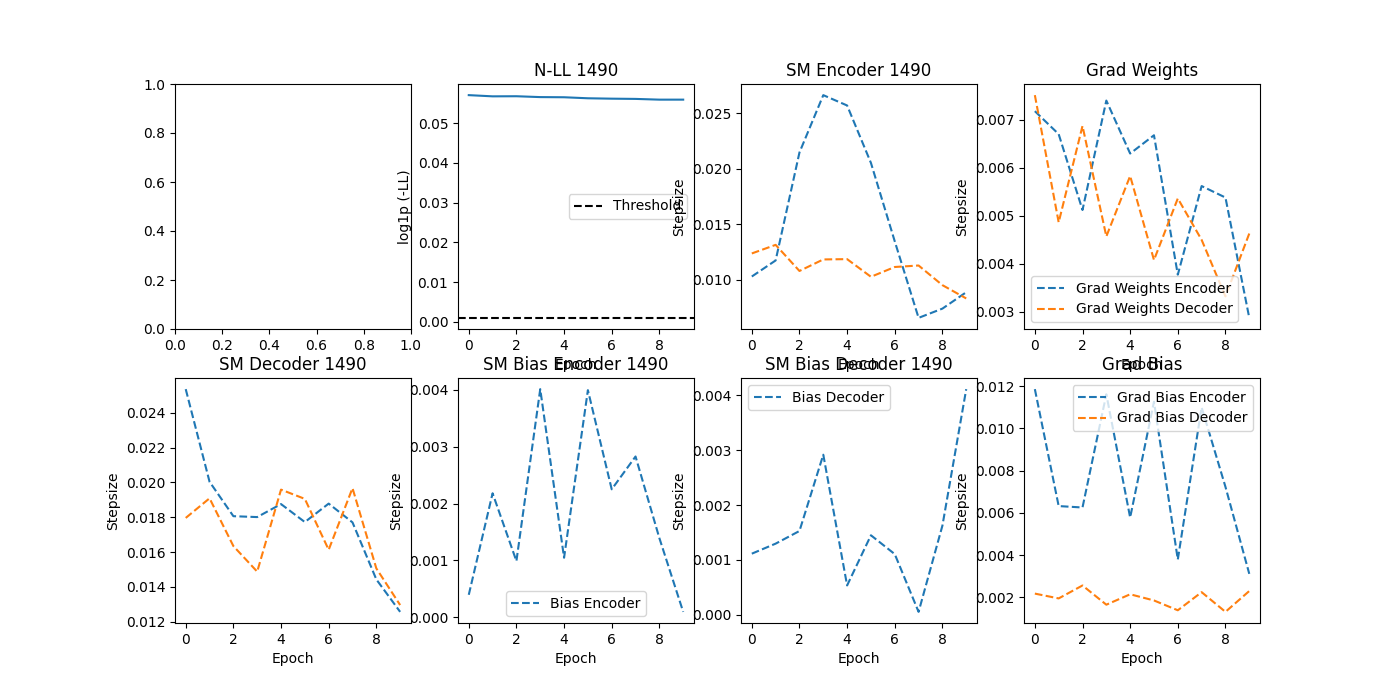 N-LL 1490
SM Encoder 1490
Grad Weights
1.0
0.8
0.6
0.4
0.2
0.0
0.0 0.2 0.4 0.6 0.8 1.0
log1p (-LL)
0.05
0.04
0.03
0.02
0.01
0.00
Threshold
0 2 4 6 8
Epoch
Stepsize
0.025
0.020
0.015
0.010
0 2 4 6 8
Epoch
Stepsize
0.007
0.006
0.005
0.004
0.003
Grad Weights Encoder
Grad Weights Decoder
0 2 4 6 8
Epoch
SM Decoder 1490
SM Bias Encoder 1490
SM Bias Decoder 1490
Grad Bias
Stepsize
0.024
0.022
0.020
0.018
0.016
0.014
0.012
0 2 4 6 8
Epoch
Stepsize
0.004
0.003
0.002
0.001
0.000
Bias Encoder
0 2 4 6 8
Epoch
Stepsize
0.004
0.003
0.002
0.001
0.000
Bias Decoder
0 2 4 6 8
Epoch
Stepsize
0.012
0.010
0.008
0.006
0.004
0.002
Grad Bias Encoder
Grad Bias Decoder
0 2 4 6 8
Epoch